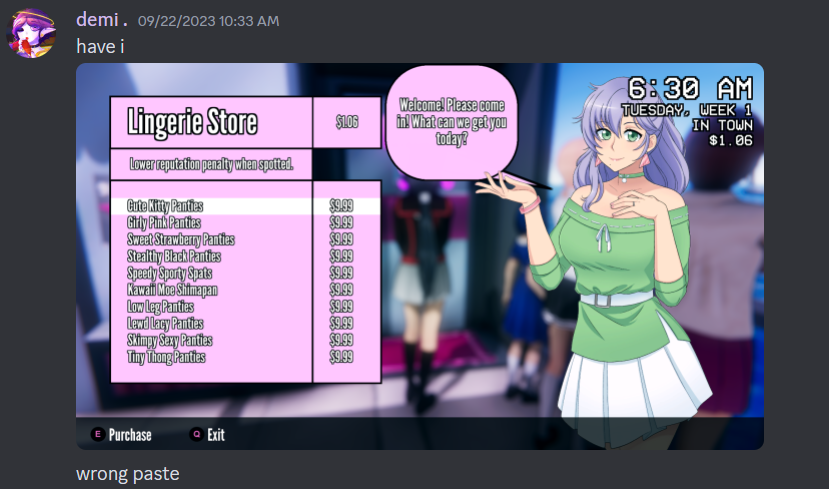 demi . 09/22/2023 10:33 AM
have i
Lingerie Store $1.06
Lower reputation penalty when spotted.
Cute Kitty Panties $9.99
Girly Pink Panties $9.99
Sweet Strawberry Panties $9.99
Stealthy Black Panties $9.99
Speedy Sporty Spats $9.99
Kawaii Moe Shimapan $9.99
Low Leg Panties $9.99
Lewd Lacy Panties $9.99
Skimpy Sexy Panties $9.99
Tiny Thong Panties $9.99
Welcome! Please come
in! What can we get you
today?
6:30 AM
TUESDAY, WEEK 1
IN TOWN
$1.06
E Purchase Q Exit
wrong paste